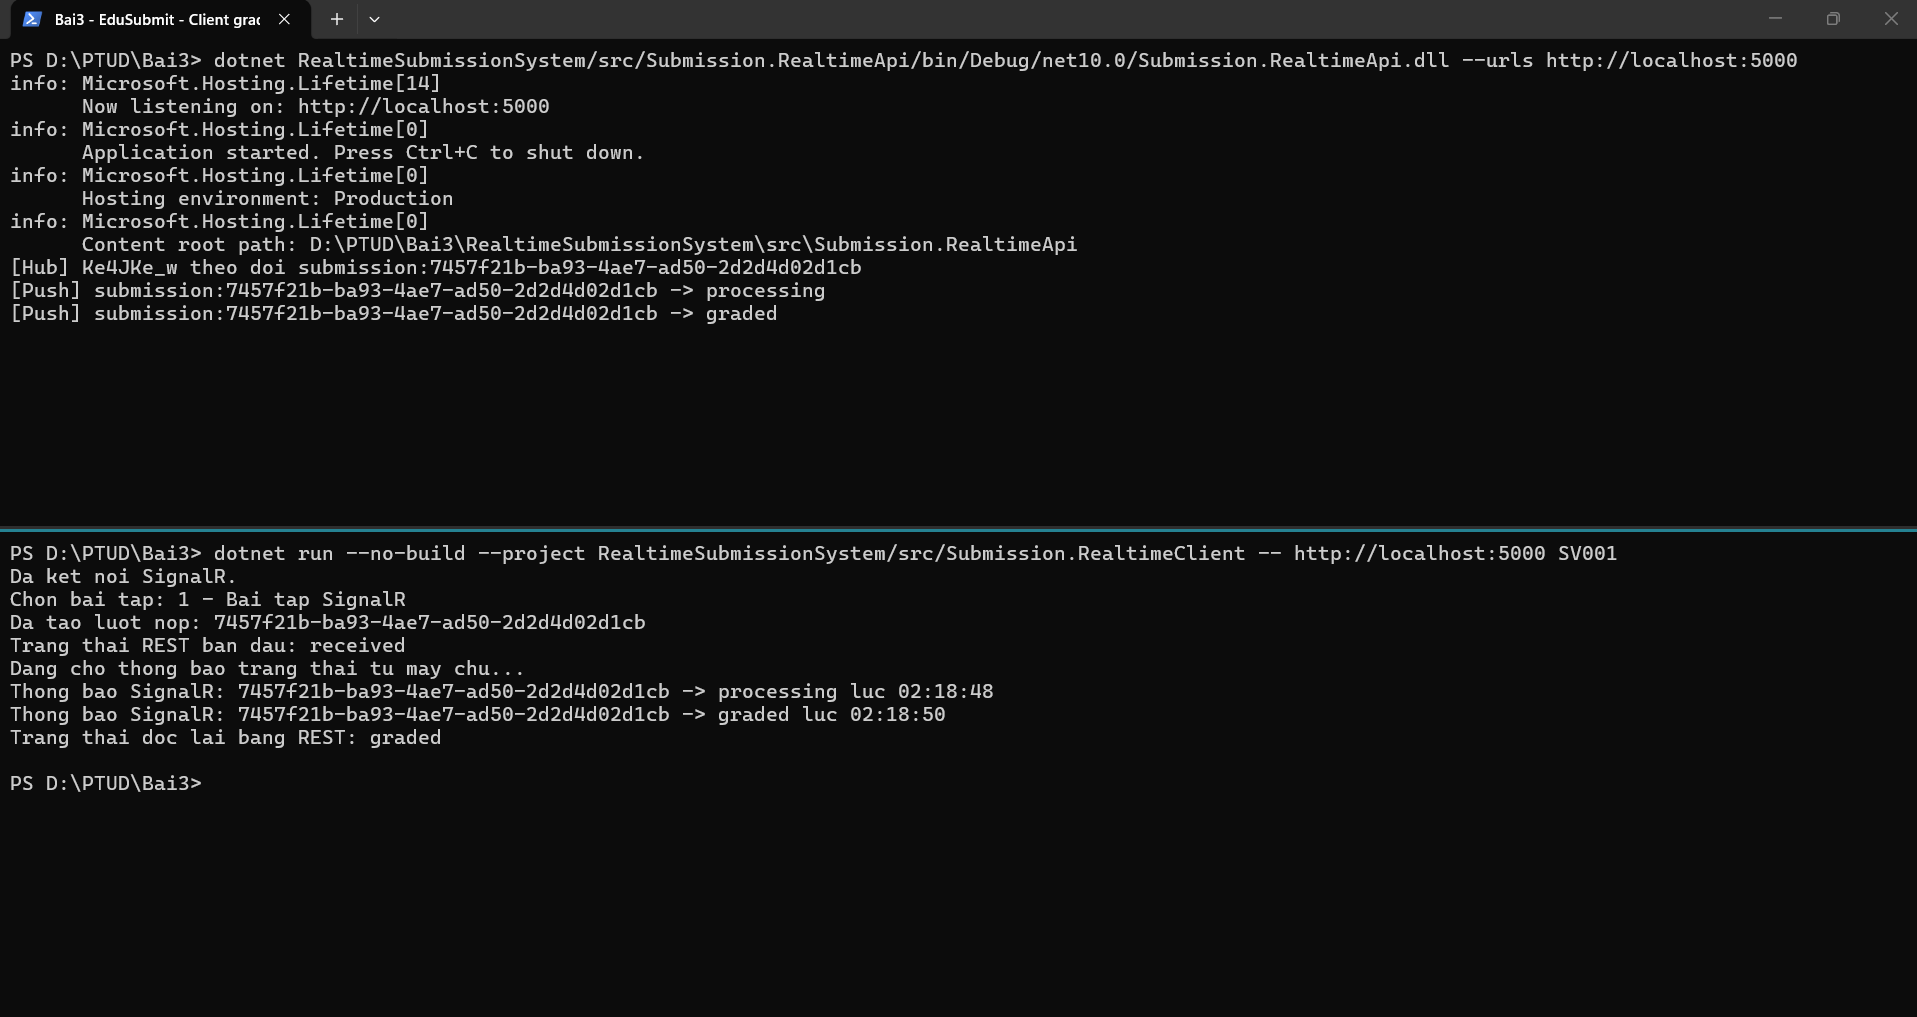 Bai3 - EduSubmit - Client grac
PS D:\PTUD\Bai3> dotnet RealtimeSubmissionSystem/src/Submission.RealtimeApi/bin/Debug/net10.0/Submission.RealtimeApi.dll --urls http://localhost:5000
info: Microsoft.Hosting.Lifetime[14]
      Now listening on: http://localhost:5000
info: Microsoft.Hosting.Lifetime[0]
      Application started. Press Ctrl+C to shut down.
info: Microsoft.Hosting.Lifetime[0]
      Hosting environment: Production
info: Microsoft.Hosting.Lifetime[0]
      Content root path: D:\PTUD\Bai3\RealtimeSubmissionSystem\src\Submission.RealtimeApi
[Hub] Ke4JKe_w theo doi submission:7457f21b-ba93-4ae7-ad50-2d2d4d02d1cb
[Push] submission:7457f21b-ba93-4ae7-ad50-2d2d4d02d1cb -> processing
[Push] submission:7457f21b-ba93-4ae7-ad50-2d2d4d02d1cb -> graded
PS D:\PTUD\Bai3> dotnet run --no-build --project RealtimeSubmissionSystem/src/Submission.RealtimeClient -- http://localhost:5000 SV001
Da ket noi SignalR.
Chon bai tap: 1 - Bai tap SignalR
Da tao luot nop: 7457f21b-ba93-4ae7-ad50-2d2d4d02d1cb
Trang thai REST ban dau: received
Dang cho thong bao trang thai tu may chu...
Thong bao SignalR: 7457f21b-ba93-4ae7-ad50-2d2d4d02d1cb -> processing luc 02:18:48
Thong bao SignalR: 7457f21b-ba93-4ae7-ad50-2d2d4d02d1cb -> graded luc 02:18:50
Trang thai doc lai bang REST: graded
PS D:\PTUD\Bai3>